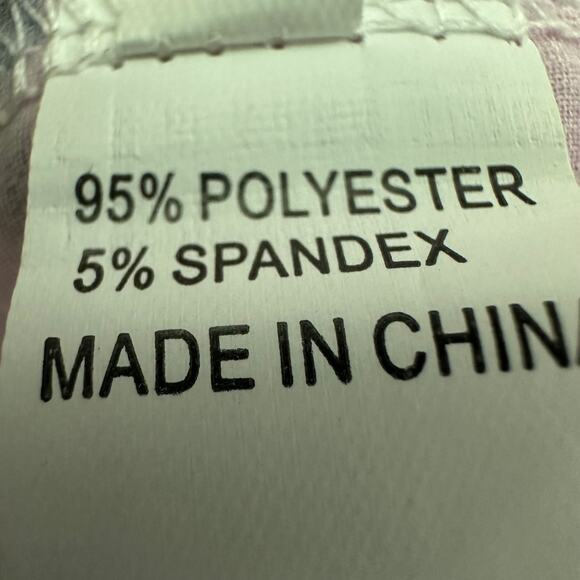 95% POLYESTER
5% SPANDEX
MADE IN CHINA